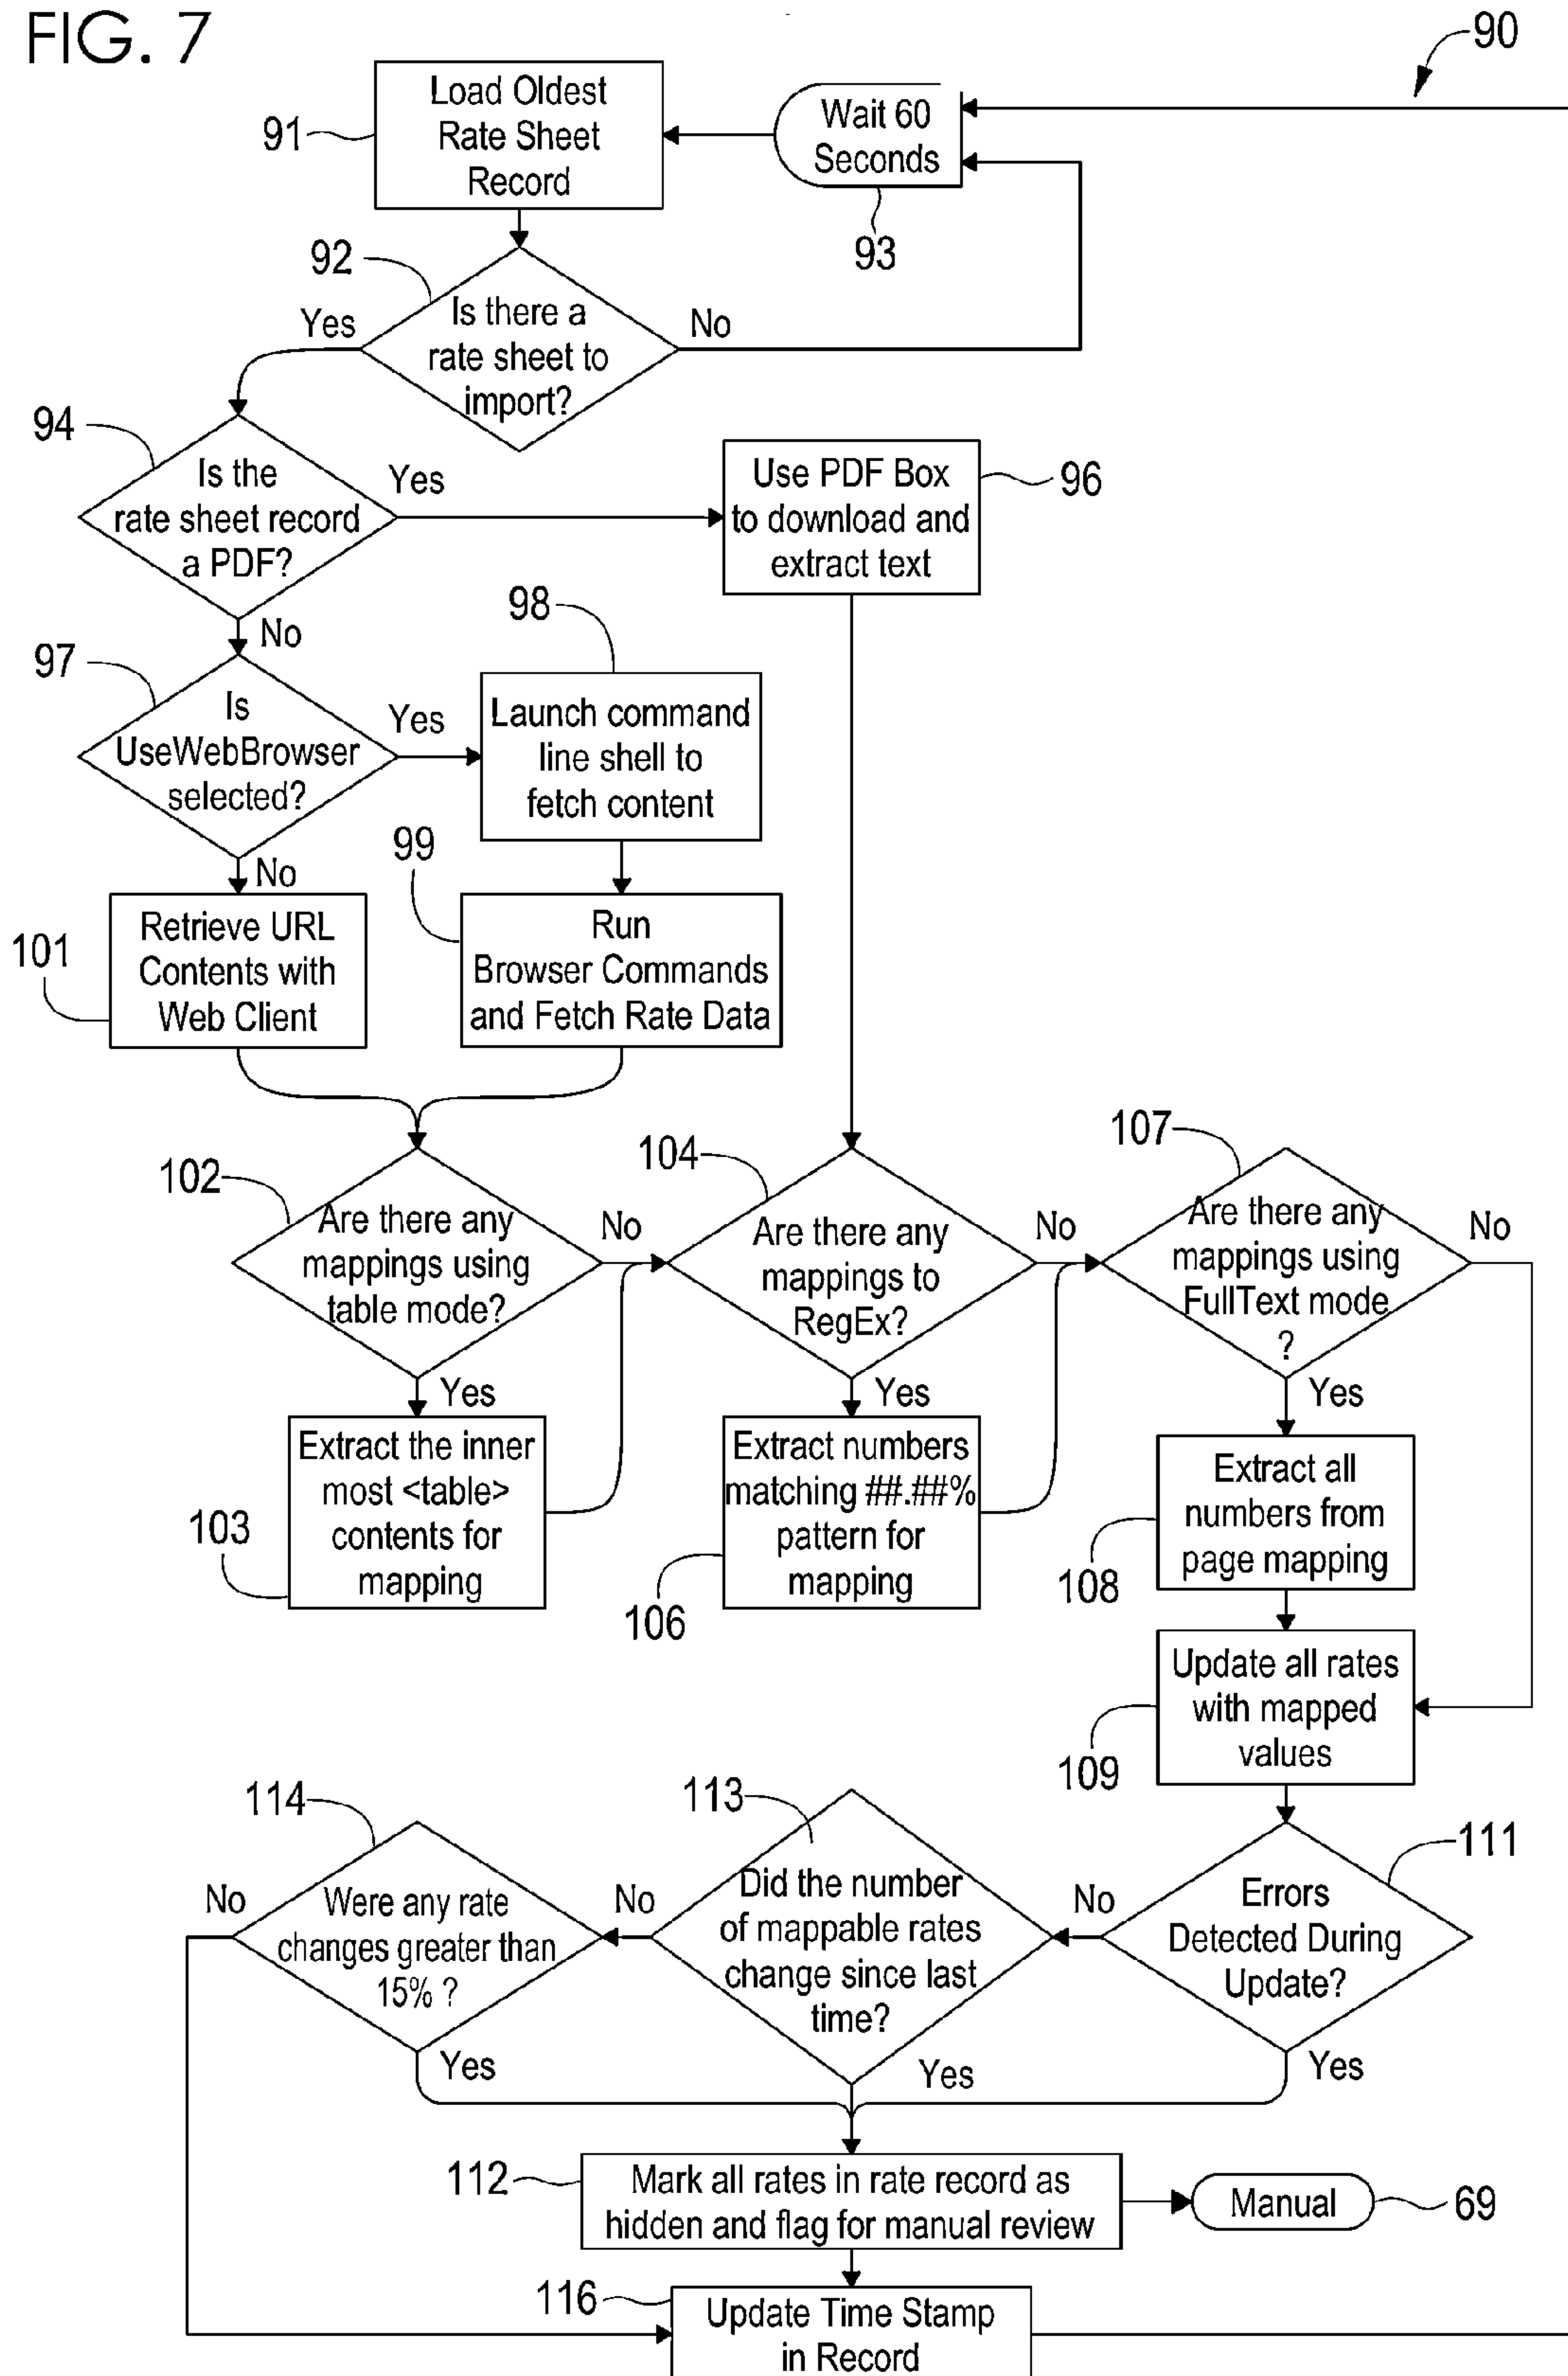 FIG. 7
90
Load Oldest
Rate Sheet
Record
91
Wait 60
Seconds
93
92
Is there a
rate sheet to
import?
Yes
No
94
Is the
rate sheet record
a PDF?
Yes
No
Use PDF Box
to download and
extract text
96
97
Is
UseWebBrowser
selected?
Yes
No
98
Launch command
line shell to
fetch content
99
Run
Browser Commands
and Fetch Rate Data
101
Retrieve URL
Contents with
Web Client
102
Are there any
mappings using
table mode?
No
Yes
103
Extract the inner
most <table>
contents for
mapping
104
Are there any
mappings to
RegEx?
No
Yes
106
Extract numbers
matching ##.##%
pattern for
mapping
107
Are there any
mappings using
FullText mode
?
No
Yes
108
Extract all
numbers from
page mapping
109
Update all rates
with mapped
values
111
Errors
Detected During
Update?
No
Yes
113
Did the number
of mappable rates
change since last
time?
No
Yes
114
Were any rate
changes greater than
15% ?
No
Yes
112
Mark all rates in rate record as
hidden and flag for manual review
Manual
69
116
Update Time Stamp
in Record